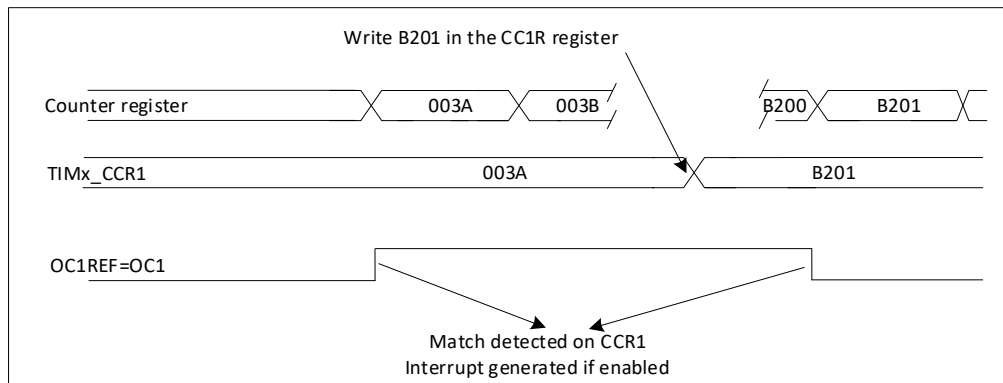 Write B201 in the CC1R register
Counter register 003A 003B B200 B201
TIMx_CCR1 003A B201
OC1REF=OC1
Match detected on CCR1
Interrupt generated if enabled